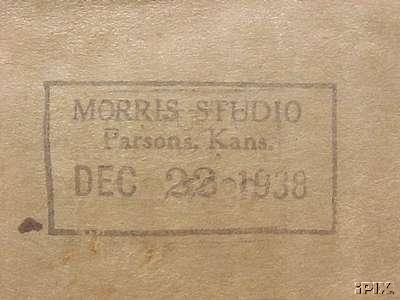 MORRIS STUDIO
Parsons, Kans.
DEC 22 1938
iPIX